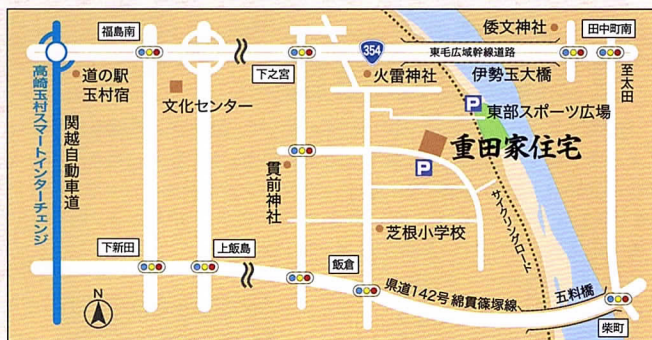 倭文神社
田中町南
福島南
354
東毛広域幹線道路
下之宮
道の駅
玉村宿
火雷神社
伊勢玉大橋
至太田
文化センター
P
東部スポーツ広場
高崎玉村スマートインターチェンジ
関越自動車道
重田家住宅
P
貫前神社
サイクリングロード
芝根小学校
下新田
上飯島
飯倉
県道142号 綿貫篠塚線
五料橋
N
柴町